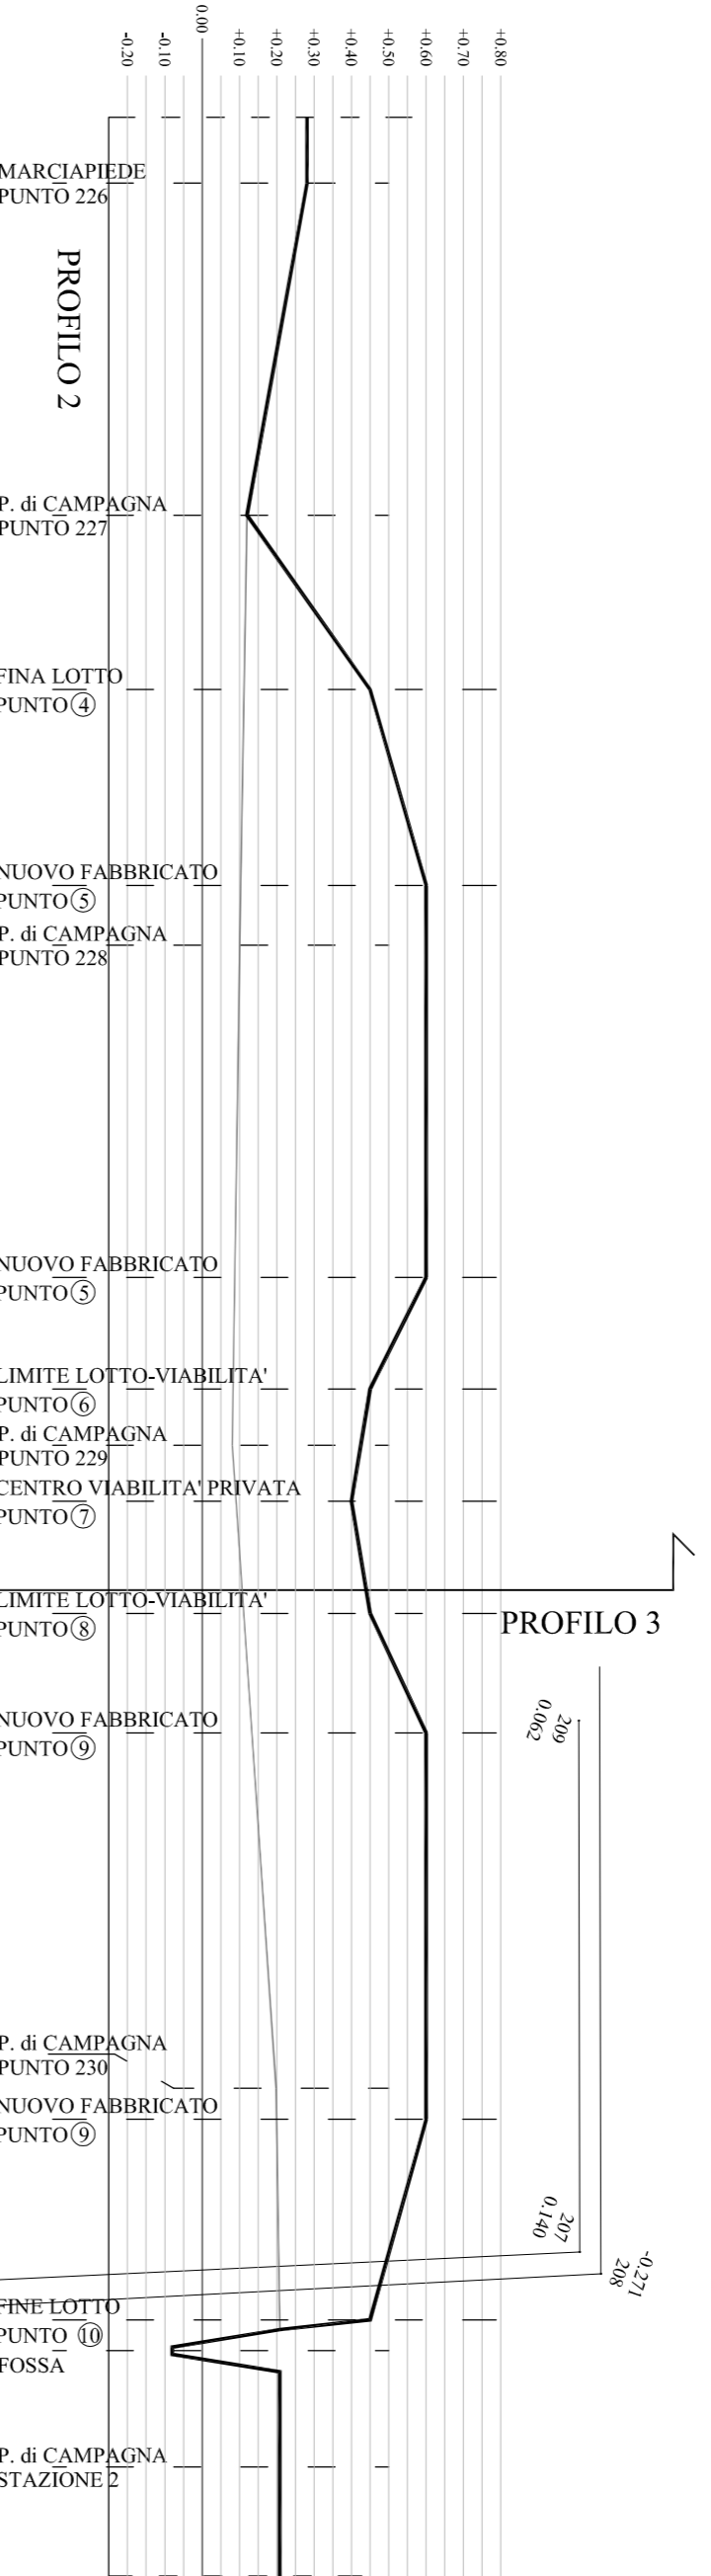 -0.20
-0.10
0.00
+0.10
+0.20
+0.30
+0.40
+0.50
+0.60
+0.70
+0.80
MARCIAPIEDE
PUNTO 226
PROFILO 2
P. di CAMPAGNA
PUNTO 227
FINA LOTTO
PUNTO 4
NUOVO FABBRICATO
PUNTO 5
P. di CAMPAGNA
PUNTO 228
NUOVO FABBRICATO
PUNTO 5
LIMITE LOTTO-VIABILITA'
PUNTO 6
P. di CAMPAGNA
PUNTO 229
CENTRO VIABILITA' PRIVATA
PUNTO 7
LIMITE LOTTO-VIABILITA'
PUNTO 8
PROFILO 3
209
0.062
NUOVO FABBRICATO
PUNTO 9
P. di CAMPAGNA
PUNTO 230
NUOVO FABBRICATO
PUNTO 9
207
0.140
-0.271
208
FINE LOTTO
PUNTO 10
FOSSA
P. di CAMPAGNA
STAZIONE 2